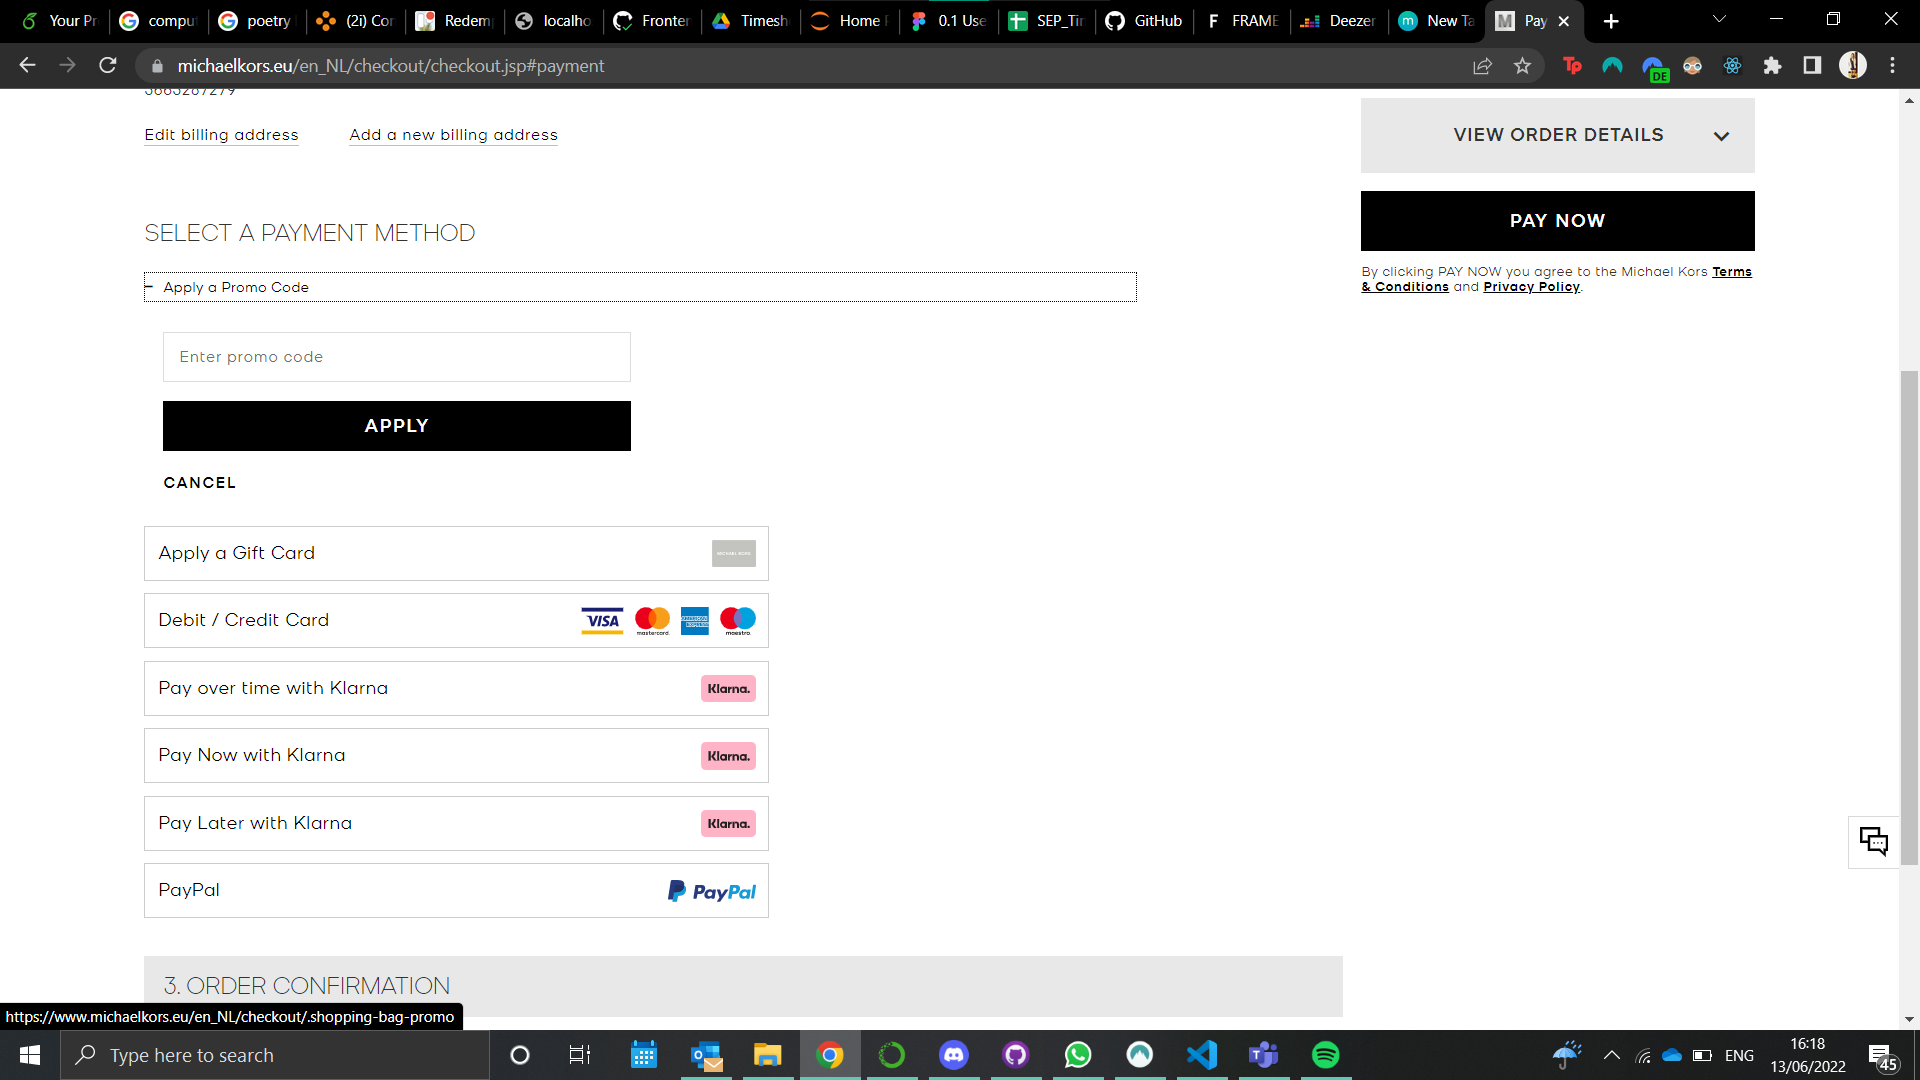 Your Pr
comput
poetry
(2i) Cor
Redem
localho
Fronter
Timesh
Home P
0.1 Use
SEP_Tir
GitHub
F FRAME
Deezer
m New Ta
M Pay
michaelkors.eu/en_NL/checkout/checkout.jsp#payment
Tp
DE
Edit billing address
Add a new billing address
VIEW ORDER DETAILS
PAY NOW
By clicking PAY NOW you agree to the Michael Kors Terms
& Conditions and Privacy Policy.
SELECT A PAYMENT METHOD
Apply a Promo Code
Enter promo code
APPLY
CANCEL
Apply a Gift Card
MICHAEL KORS
Debit / Credit Card
VISA
mastercard.
maestro.
Pay over time with Klarna
Klarna.
Pay Now with Klarna
Klarna.
Pay Later with Klarna
Klarna.
PayPal
PayPal
3. ORDER CONFIRMATION
https://www.michaelkors.eu/en_NL/checkout/.shopping-bag-promo
Type here to search
ENG
16:18
13/06/2022
45